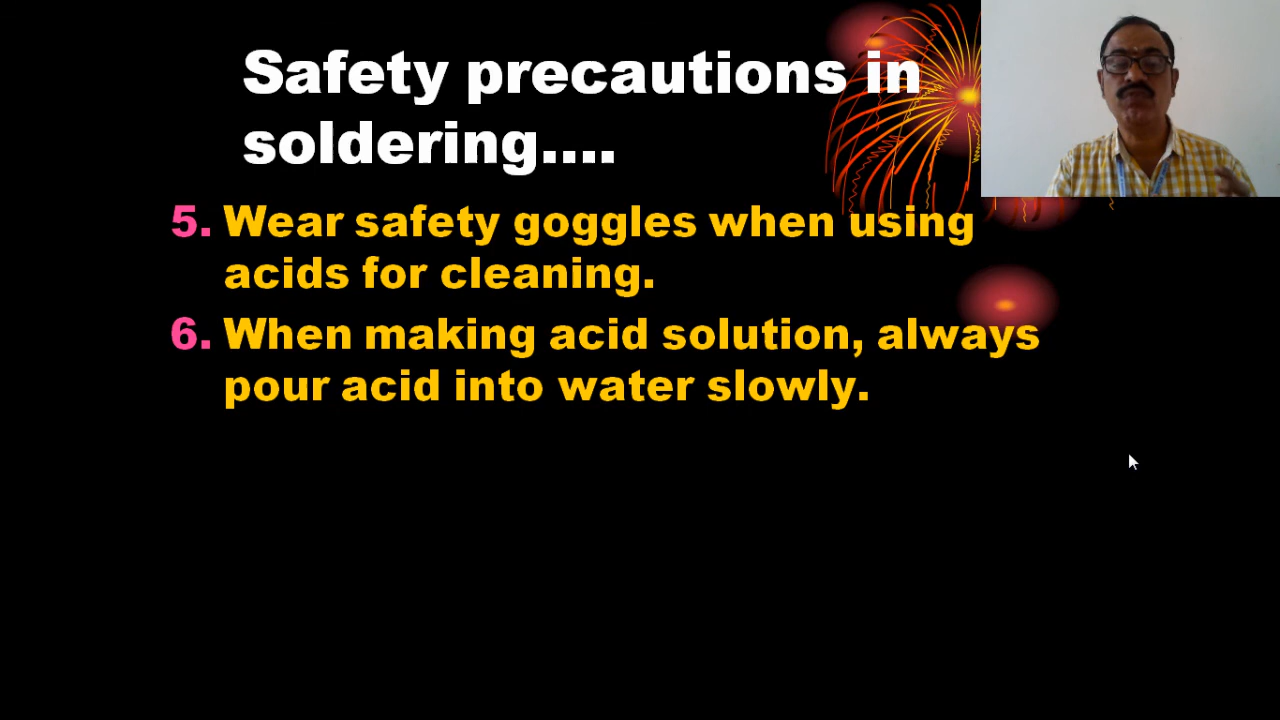 Safety precautions in
soldering....
5. Wear safety goggles when using
acids for cleaning.
6. When making acid solution, always
pour acid into water slowly.